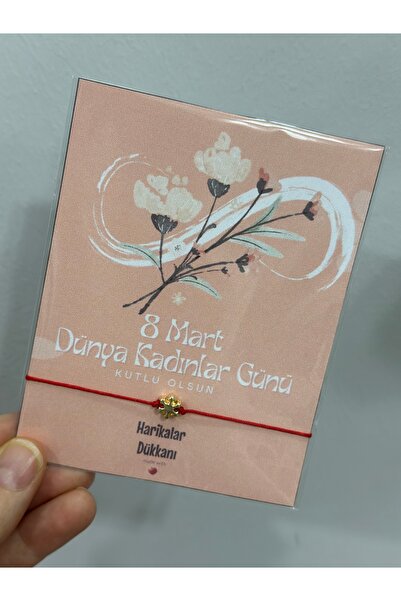 8 Mart
Dünya Kadınlar Günü
KUTLU OLSUN
Harikalar
Dükkanı